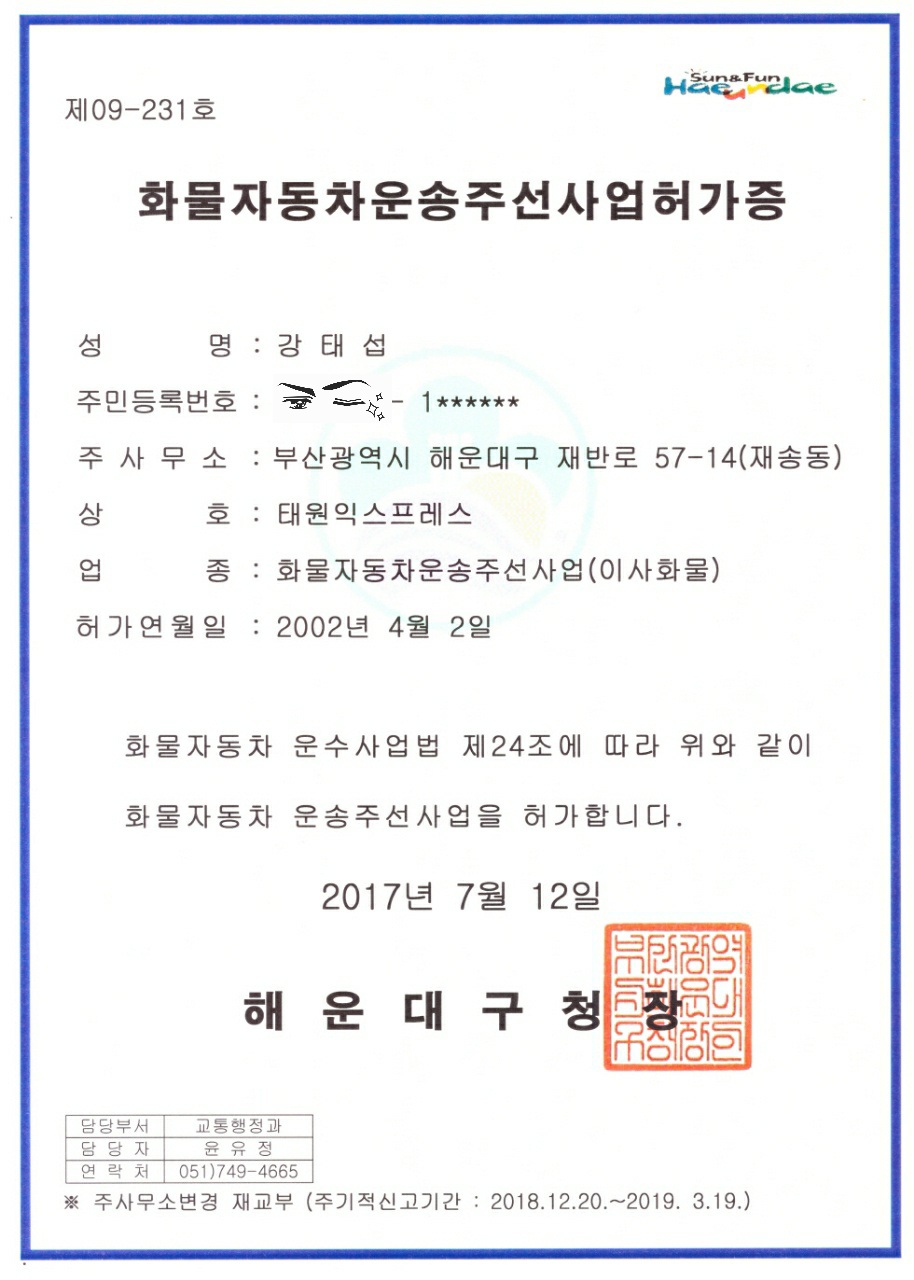 Sun&Fun
Haeundae
제09-231호
화물자동차운송주선사업허가증
성 명 : 강 태 섭
주민등록번호 : - 1******
주 사 무 소 : 부산광역시 해운대구 재반로 57-14(재송동)
상 호 : 태원익스프레스
업 종 : 화물자동차운송주선사업(이사화물)
허가연월일 : 2002년 4월 2일
화물자동차 운수사업법 제24조에 따라 위와 같이
화물자동차 운송주선사업을 허가합니다.
2017년 7월 12일
해 운 대 구 청 장
담당부서 교통행정과
담 당 자 윤 유 정
연 락 처 051)749-4665
※ 주사무소변경 재교부 (주기적신고기간 : 2018.12.20.~2019. 3.19.)